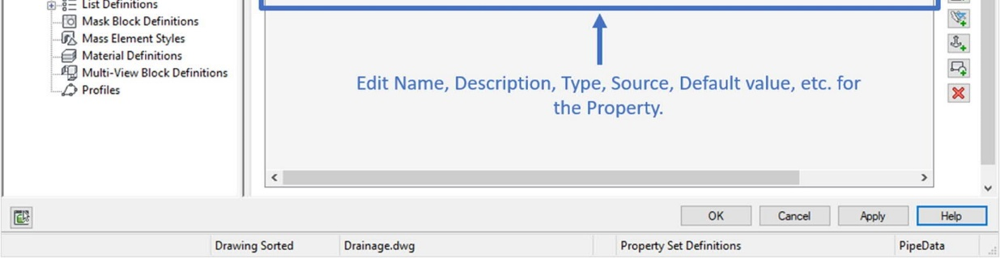 List Definitions
Mask Block Definitions
Mass Element Styles
Material Definitions
Multi-View Block Definitions
Profiles
Edit Name, Description, Type, Source, Default value, etc. for
the Property.
OK Cancel Apply Help
Drawing Sorted Drainage.dwg Property Set Definitions PipeData